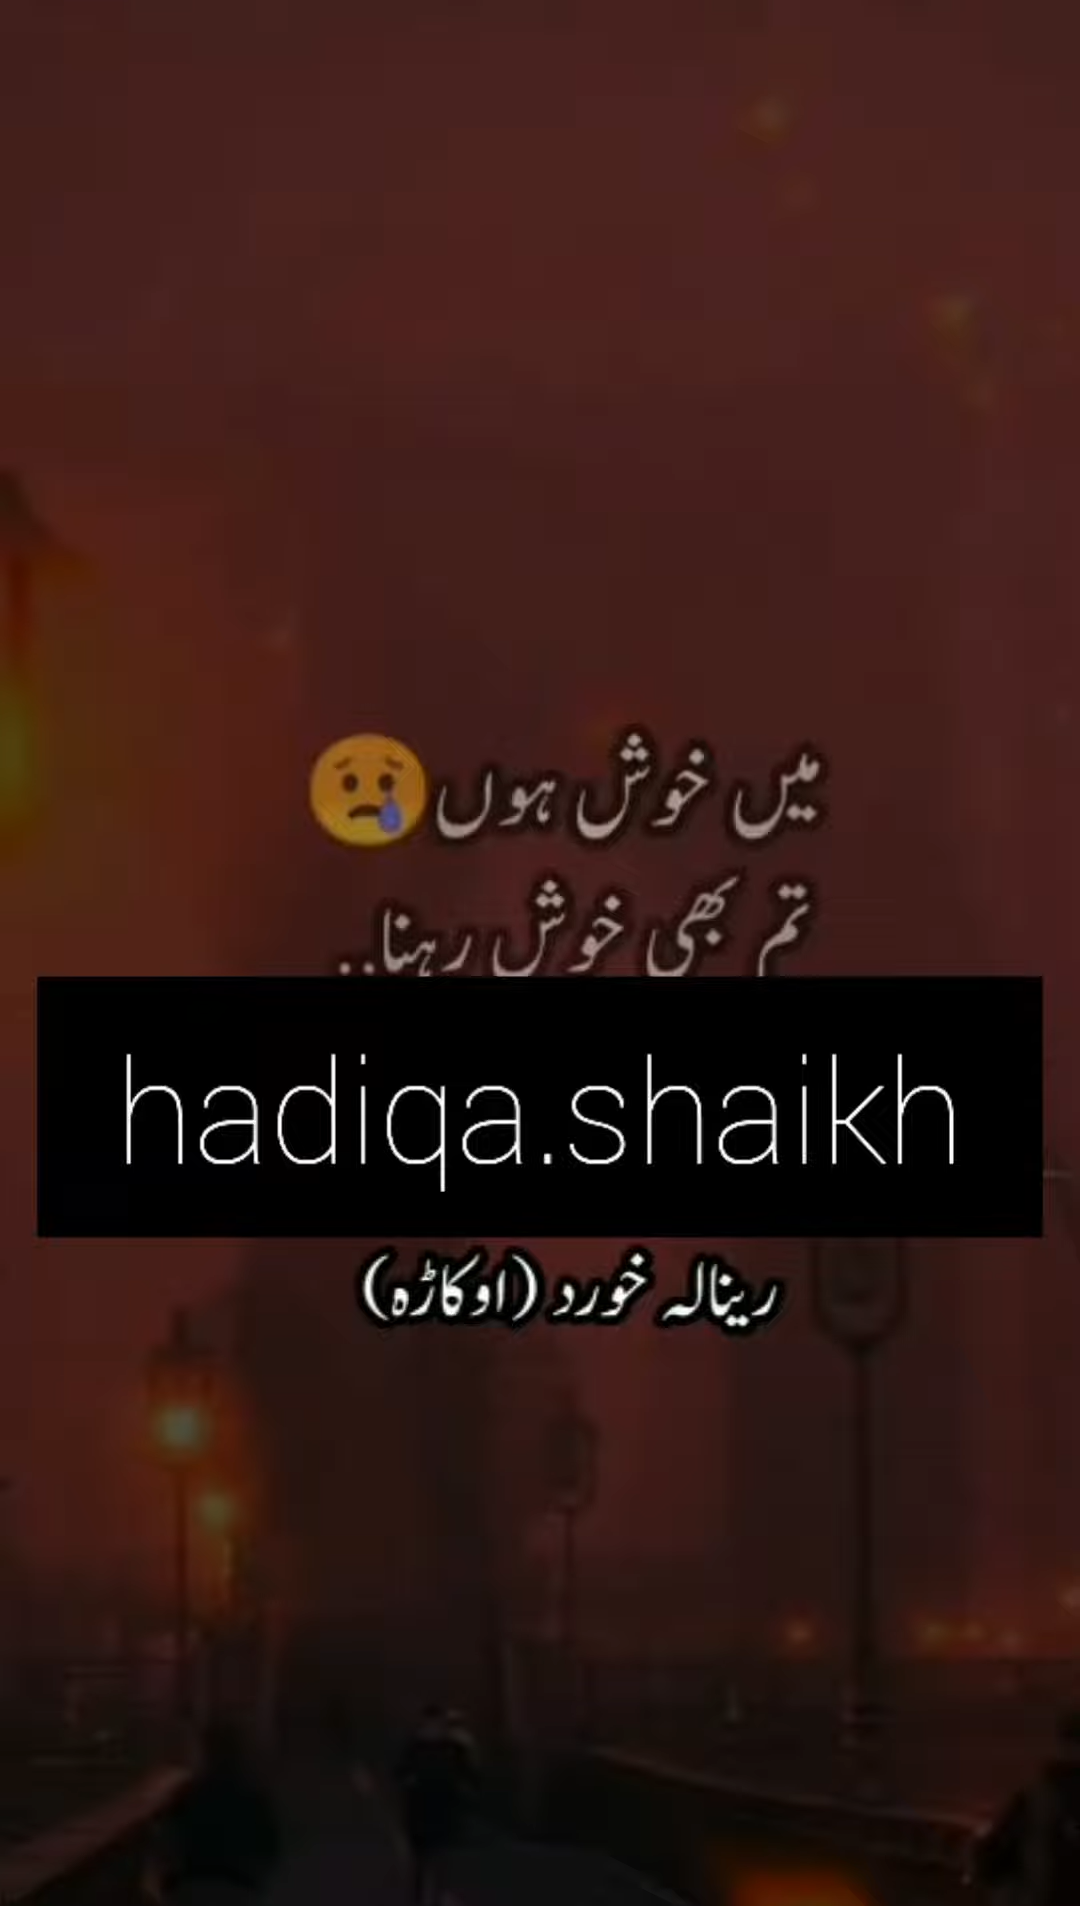 میں خوش ہوں😢
تم بھی خوش رہنا..
hadiqa.shaikh
رینالہ خورد (اوکاڑہ)